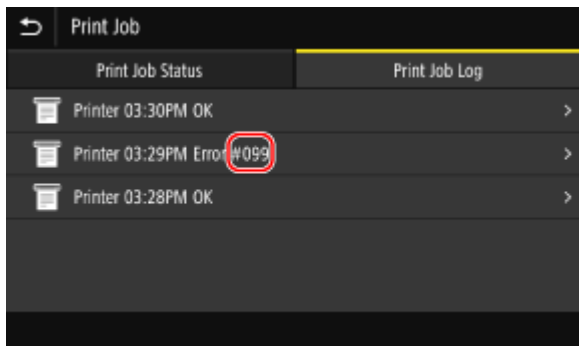 Print Job
Print Job Status
Print Job Log
Printer 03:30PM OK
Printer 03:29PM Error #099
Printer 03:28PM OK